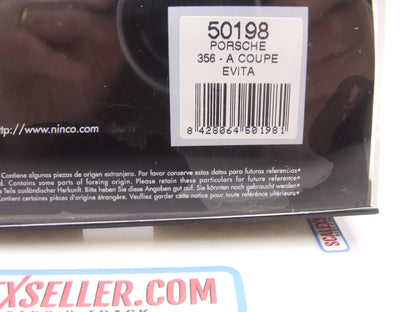 50198
PORSCHE
356 - A COUPE
EVITA
8 428064 501981
http://www.ninco.com
Contiene algunas piezas de origen extranjero. Por favor conserve estos datos para futuras referencias
d. Contains some parts of foreing origin. Please retain these particulars for future reference
e Teile ausländischer Herkunft. Bitte Heben Sie diese Angaben gut auf. Sie könnten noch gebraucht werden
Contient certaines pièces d'origine étrangère. Veuillez garder cette notice pour toute référence ultérieure
XSELLER.COM
TRACK